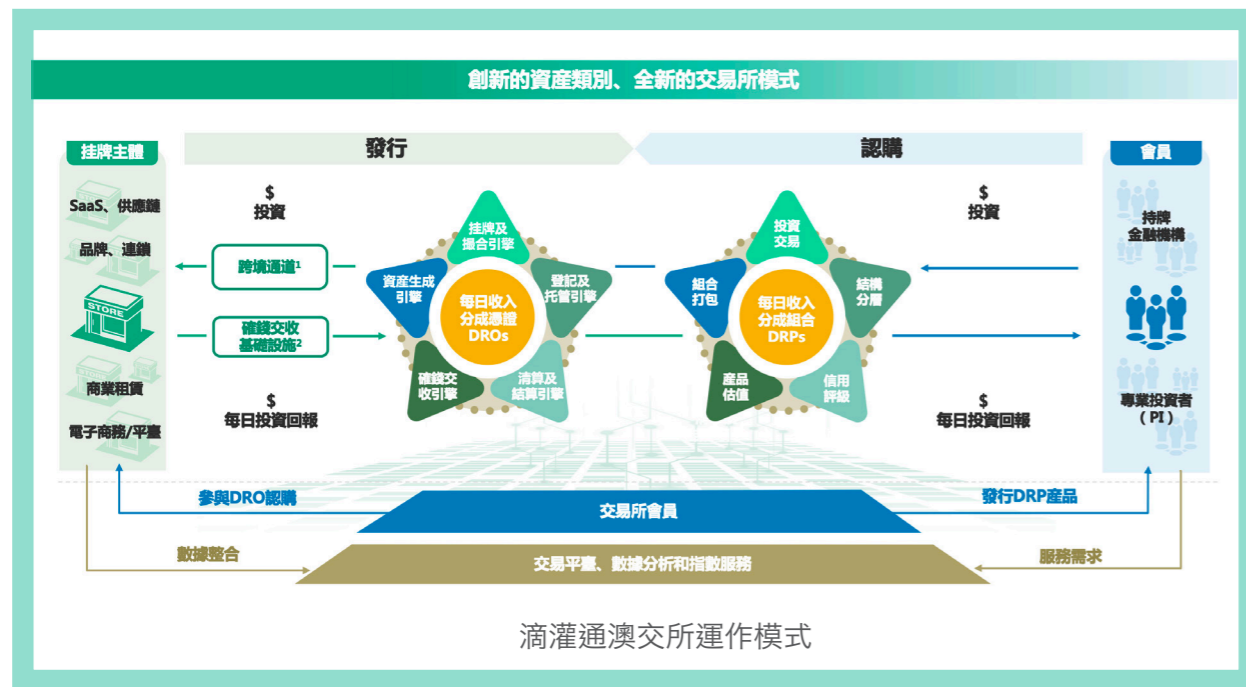 創新的資産類別、全新的交易所模式
挂牌主體
發行
認購
會員
SaaS、供應鏈
品牌、連鎖
STORE
商業租賃
電子商務/平臺
$
投資
跨境通道¹
確錢交收
基礎設施²
$
每日投資回報
挂牌及
撮合引擎
資産生成
引擎
登記及
托管引擎
每日收入
分成憑證
DROs
確錢交
收引擎
清算及
結算引擎
投資
交易
組合
打包
結構
分層
每日收入
分成組合
DRPs
産品
估值
信用
評級
$
投資
$
每日投資回報
持牌
金融機構
專業投資者
(PI)
參與DRO認購
交易所會員
發行DRP産品
數據整合
交易平臺、數據分析和指數服務
服務需求
滴灌通澳交所運作模式